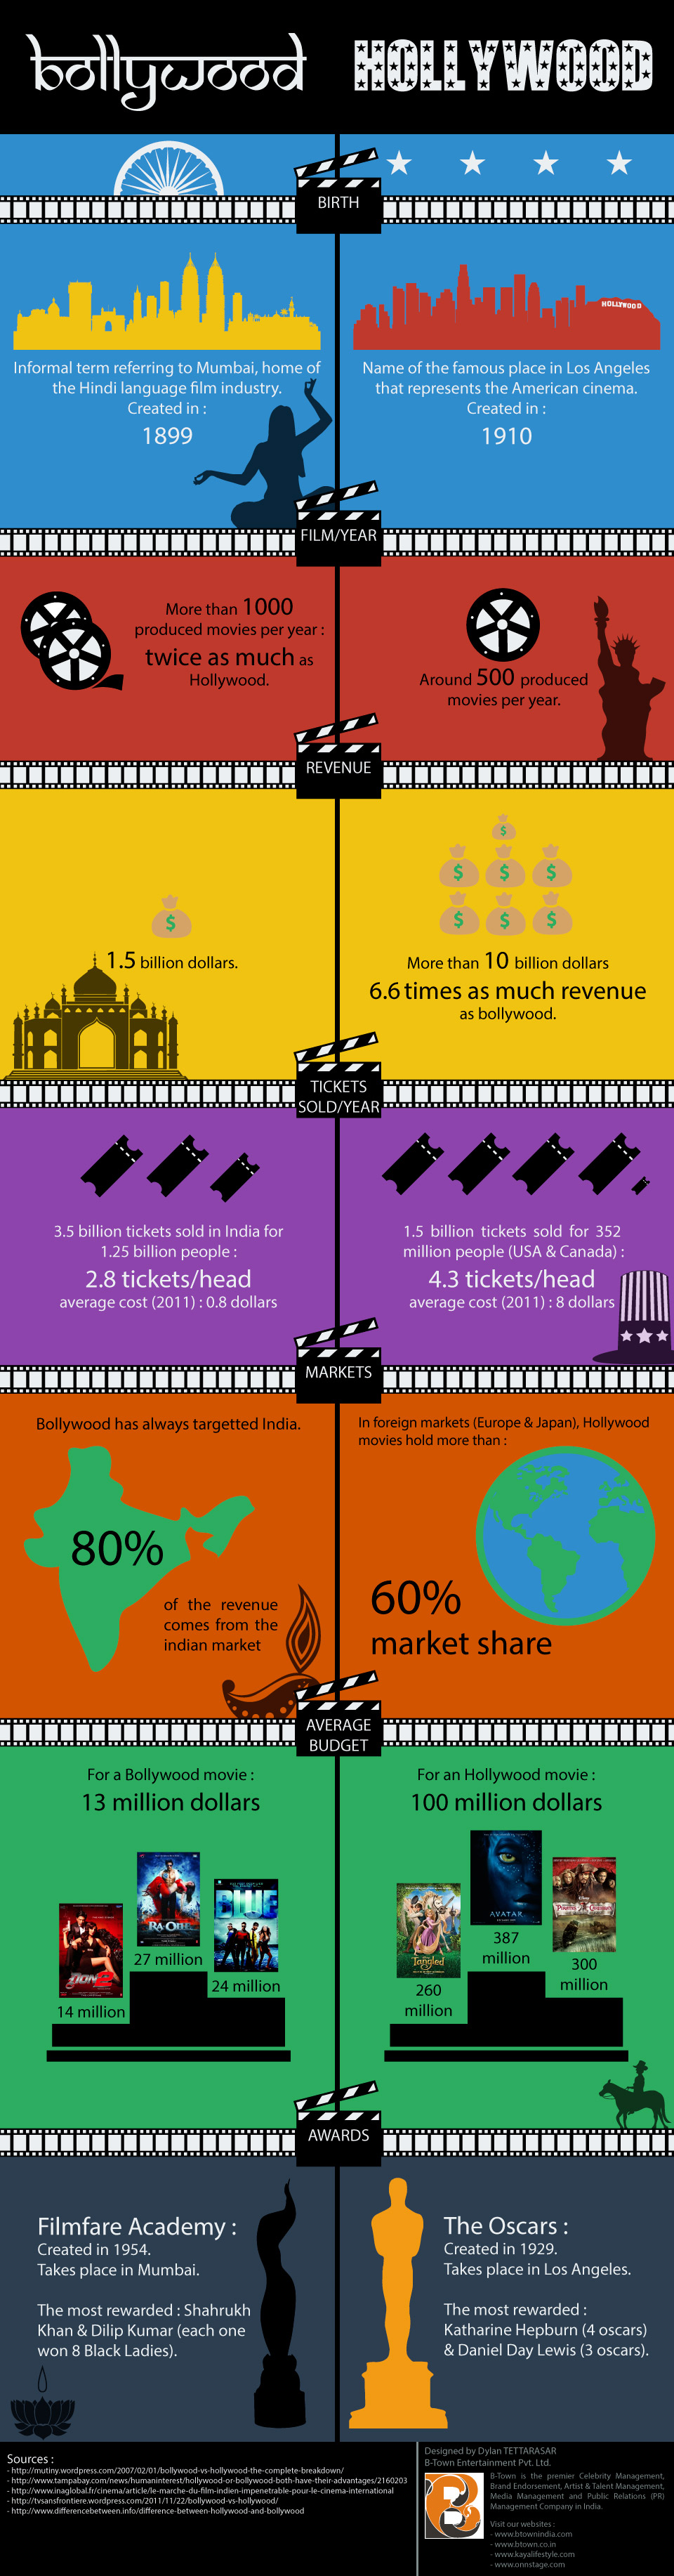 bollywood
HOLLYWOOD
BIRTH
HOLLYWOOD
Informal term referring to Mumbai, home of
the Hindi language film industry.
Created in :
1899
Name of the famous place in Los Angeles
that represents the American cinema.
Created in :
1910
FILM/YEAR
More than 1000
produced movies per year :
twice as much as
Hollywood.
Around 500 produced
movies per year.
REVENUE
$
1.5 billion dollars.
$
$ $ $
$ $ $
More than 10 billion dollars
6.6 times as much revenue
as bollywood.
TICKETS
SOLD/YEAR
3.5 billion tickets sold in India for
1.25 billion people :
2.8 tickets/head
average cost (2011) : 0.8 dollars
1.5 billion tickets sold for 352
million people (USA & Canada) :
4.3 tickets/head
average cost (2011) : 8 dollars
MARKETS
Bollywood has always targetted India.
80%
of the revenue
comes from the
indian market
In foreign markets (Europe & Japan), Hollywood
movies hold more than :
60%
market share
AVERAGE
BUDGET
For a Bollywood movie :
13 million dollars
DON 2
RA.ONE
BLUE
14 million
27 million
24 million
For an Hollywood movie :
100 million dollars
Tangled
AVATAR
260
million
387
million
300
million
AWARDS
Filmfare Academy :
Created in 1954.
Takes place in Mumbai.
The most rewarded : Shahrukh
Khan & Dilip Kumar (each one
won 8 Black Ladies).
The Oscars :
Created in 1929.
Takes place in Los Angeles.
The most rewarded :
Katharine Hepburn (4 oscars)
& Daniel Day Lewis (3 oscars).
Sources :
- http://mutiny.wordpress.com/2007/02/01/bollywood-vs-hollywood-the-complete-breakdown/
- http://www.tampabay.com/news/humaninterest/hollywood-or-bollywood-both-have-their-advantages/2160203
- http://www.inaglobal.fr/cinema/article/le-marche-du-film-indien-impenetrable-pour-le-cinema-international
- http://tsansfrontiere.wordpress.com/2011/11/22/bollywood-vs-hollywood/
- http://www.differencebetween.info/difference-between-hollywood-and-bollywood
Designed by Dylan TETTARASAR
B-Town Entertainment Pvt. Ltd.
B-Town is the premier Celebrity Management,
Brand Endorsement, Artist & Talent Management,
Media Management and Public Relations (PR)
Management Company in India.
Visit our websites :
- www.btownindia.com
- www.btown.co.in
- www.kayalifestyle.com
- www.onnstage.com